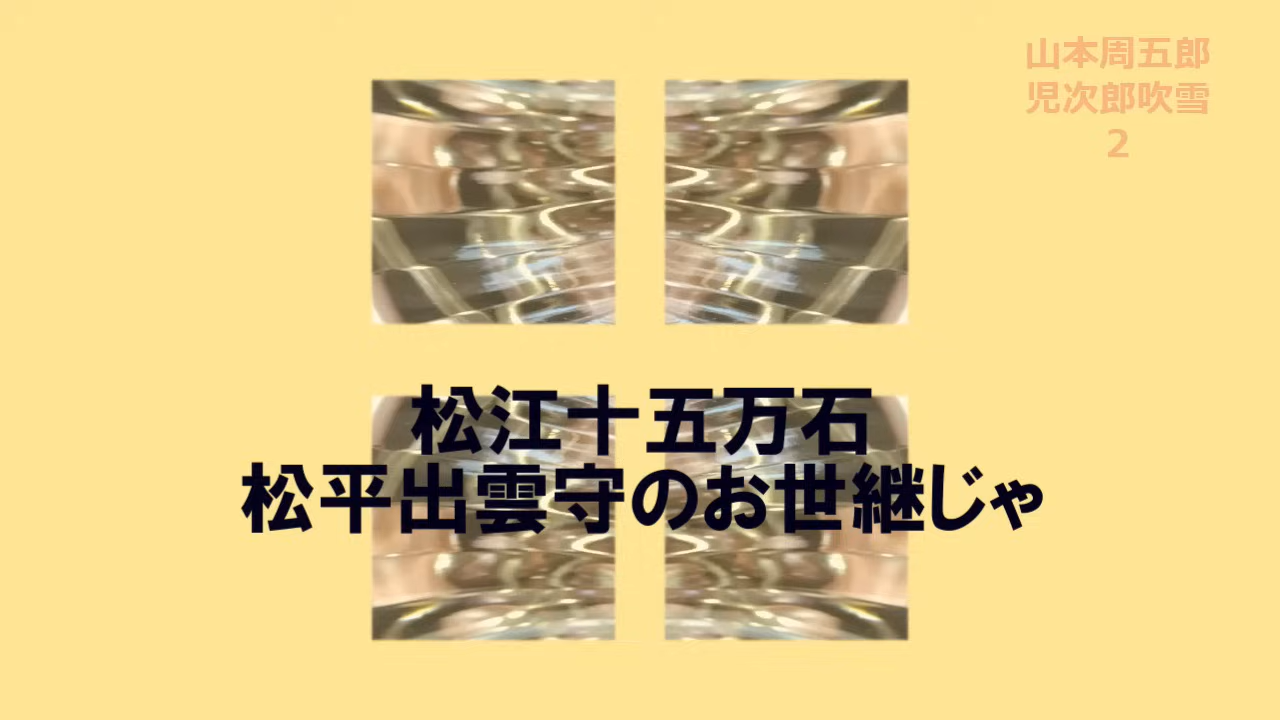 山本周五郎
児次郎吹雪
2
松江十五万石
松平出雲守のお世継じゃ